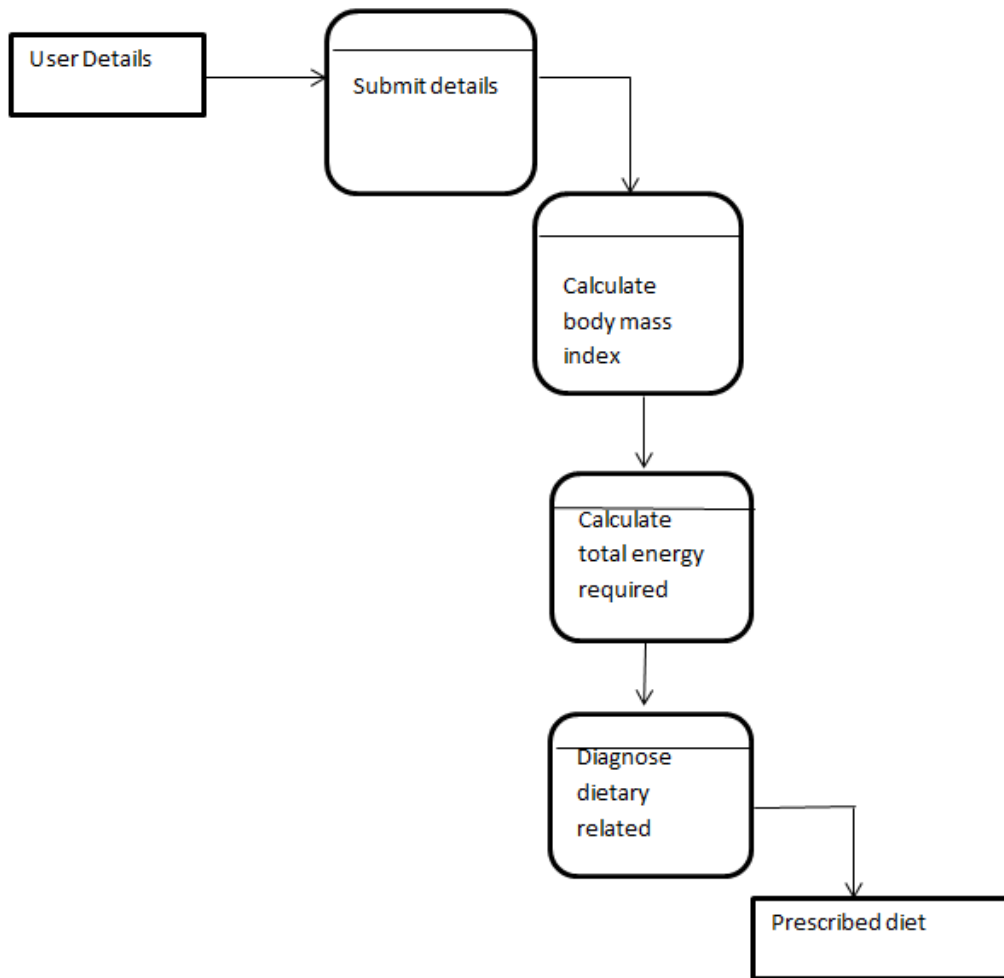 User Details
Submit details
Calculate
body mass
index
Calculate
total energy
required
Diagnose
dietary
related
Prescribed diet